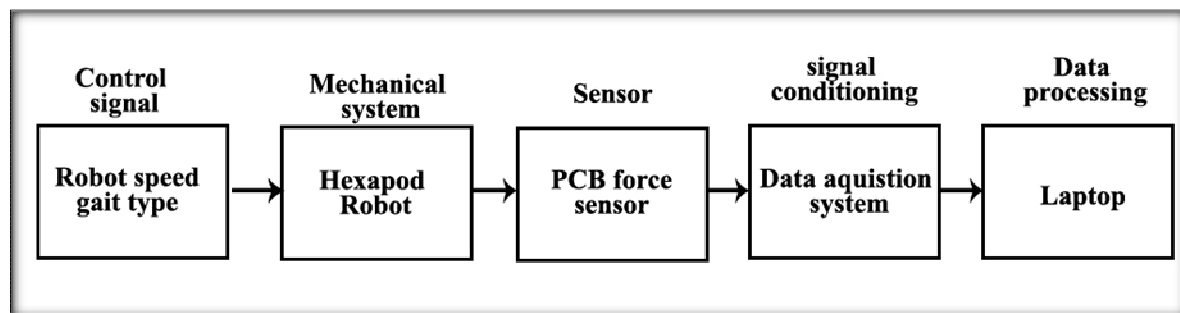 Control
signal
Mechanical
system
Sensor
signal
conditioning
Data
processing
Robot speed
gait type
Hexapod
Robot
PCB force
sensor
Data aquistion
system
Laptop